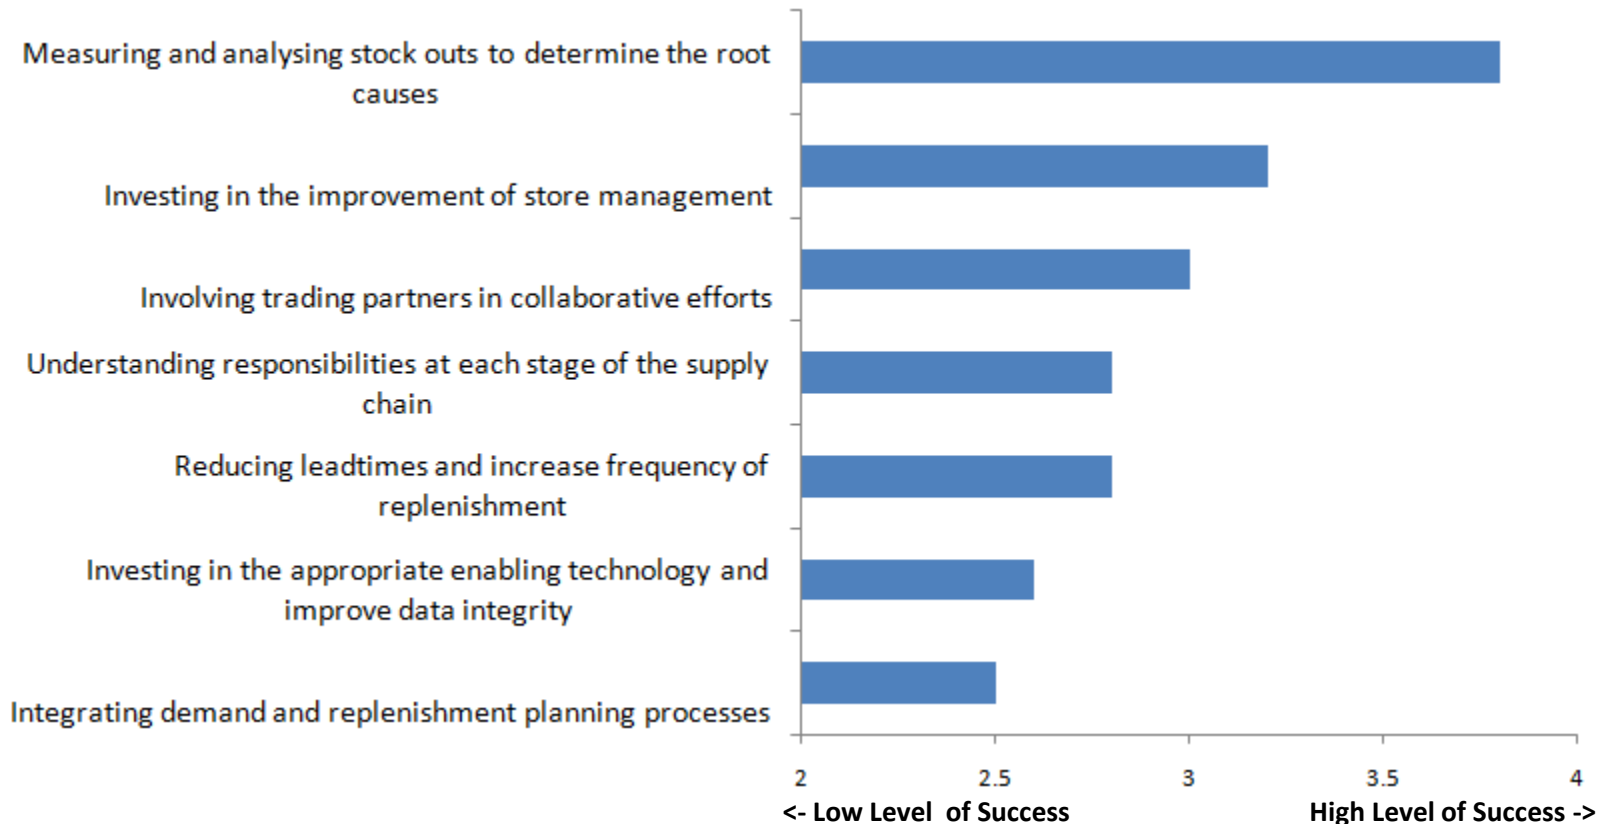 Measuring and analysing stock outs to determine the root
causes
Investing in the improvement of store management
Involving trading partners in collaborative efforts
Understanding responsibilities at each stage of the supply
chain
Reducing leadtimes and increase frequency of
replenishment
Investing in the appropriate enabling technology and
improve data integrity
Integrating demand and replenishment planning processes
2 2.5 3 3.5 4
<- Low Level of Success High Level of Success ->